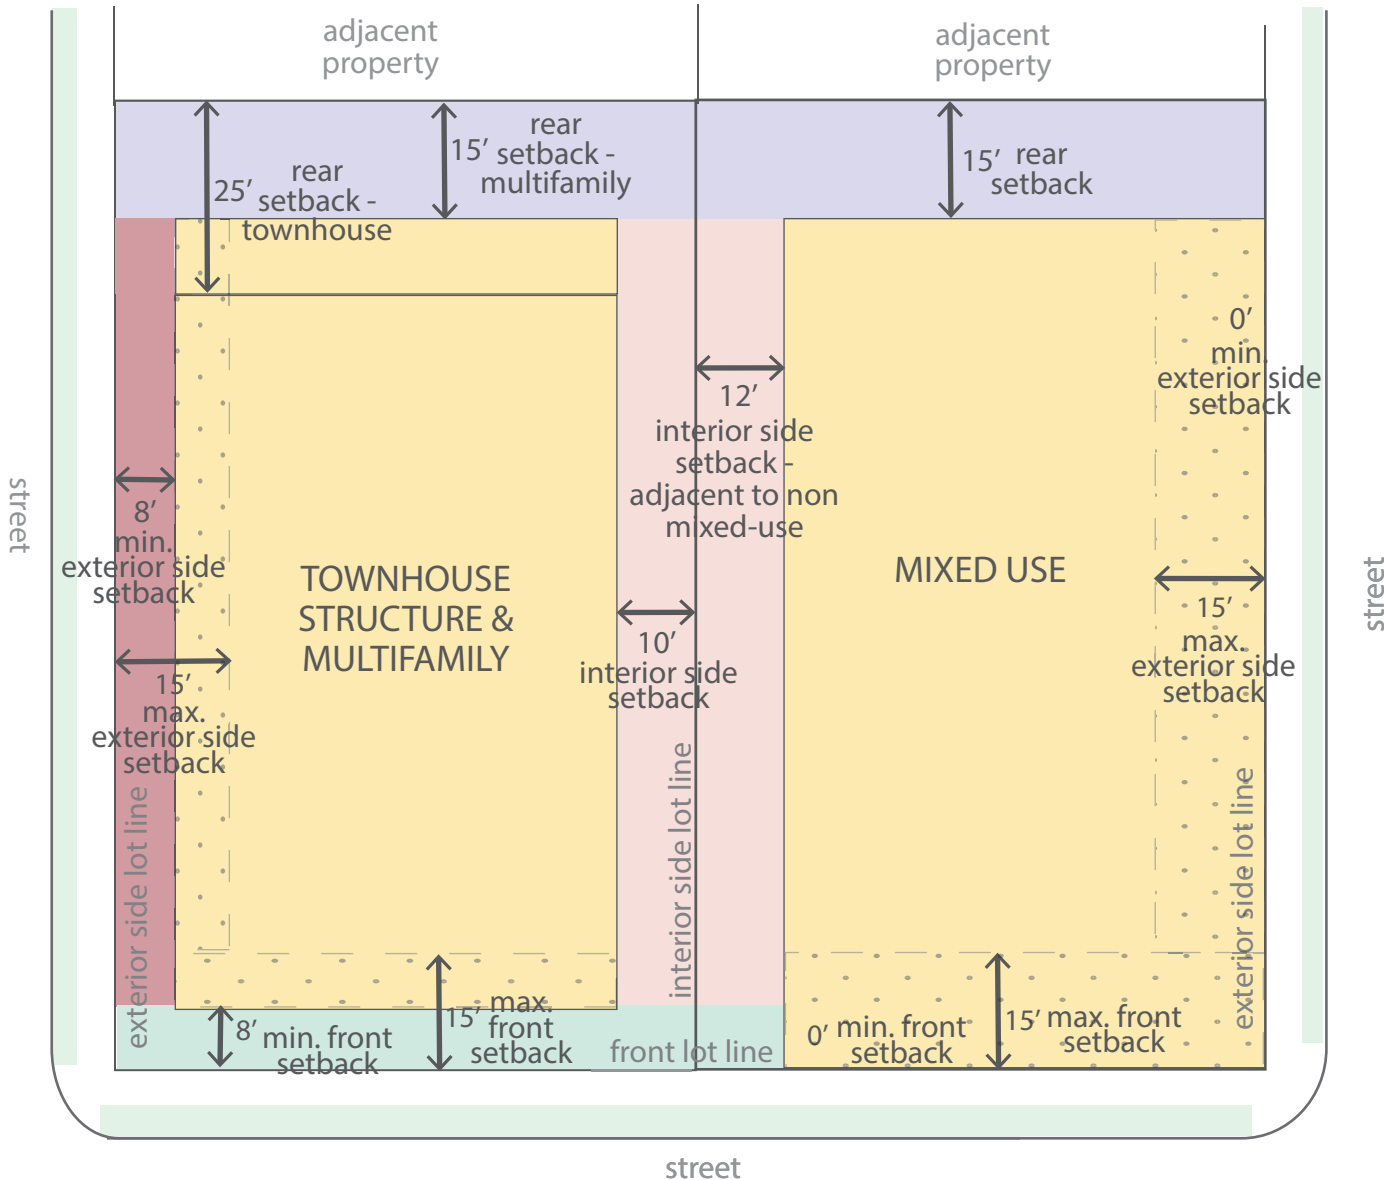 adjacent
property
adjacent
property
25’
rear
setback -
townhouse
15’
rear
setback -
multifamily
15’
rear
setback
0’
min.
exterior side
setback
12’
interior side
setback -
adjacent to non
mixed-use
street
8’
min.
exterior side
setback
TOWNHOUSE
STRUCTURE &
MULTIFAMILY
MIXED USE
street
10’
interior side
setback
15’
max.
exterior side
setback
15’
max.
exterior side
setback
exterior side lot line
interior side lot line
exterior side lot line
8’
min. front
setback
15’
max.
front
setback
front lot line
0’
min. front
setback
15’
max. front
setback
street